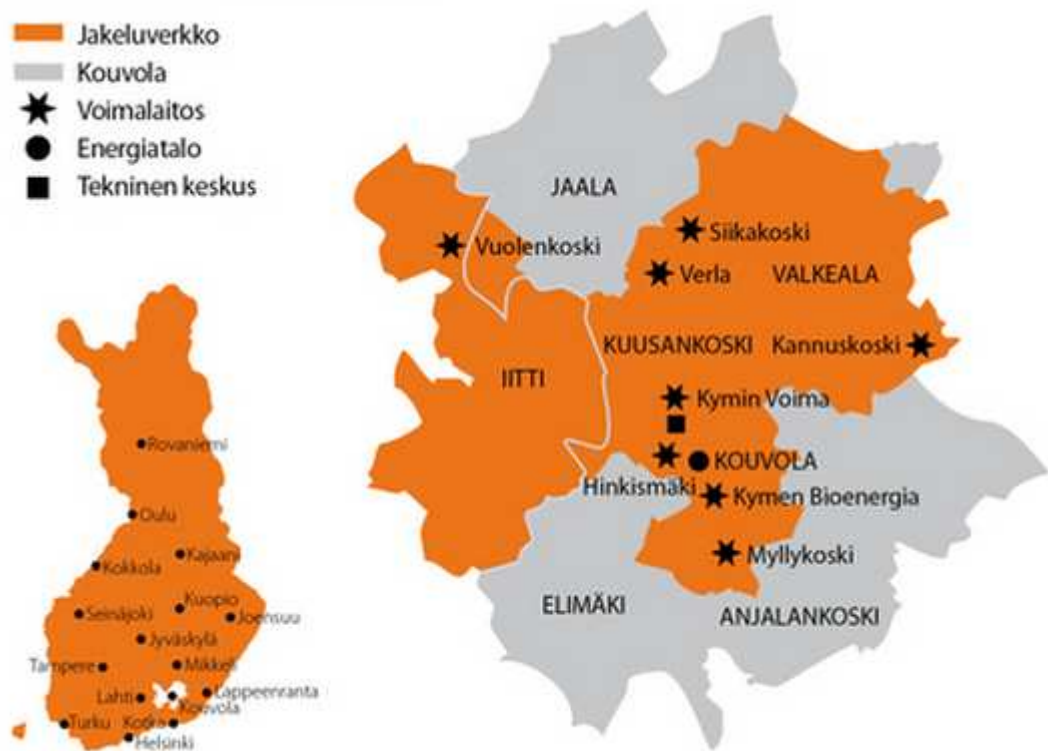 Jakeluverkko
Kouvola
Voimalaitos
Energiatalo
Tekninen keskus
JAALA
Vuolenkoski
Siikakoski
Verla
VALKEALA
KUUSANKOSKI
Kannuskoski
IITTI
Kymin Voima
KOUVOLA
Hinkismäki
Kymen Bioenergia
Myllykoski
ELIMÄKI
ANJALANKOSKI
Rovaniemi
Oulu
Kajaani
Kokkola
Kuopio
Seinäjoki
Joensuu
Jyväskylä
Tampere
Mikkeli
Lahti
Lappeenranta
Kouvola
Turku
Kotka
Helsinki